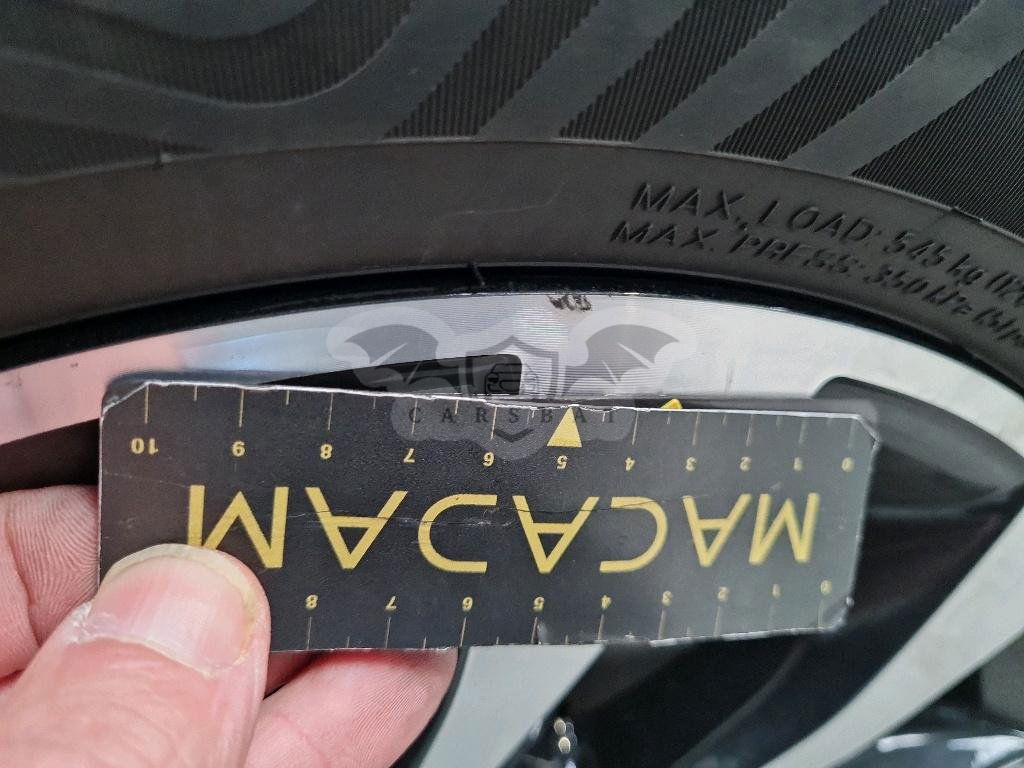 MAX. LOAD: 545 kg
MAX. PRESS: 350 kPa
CARSBAT
10 9 8 7 6 5 4 3 2 1 0
MACADAM
8 7 6 5 4 3 2 1 0